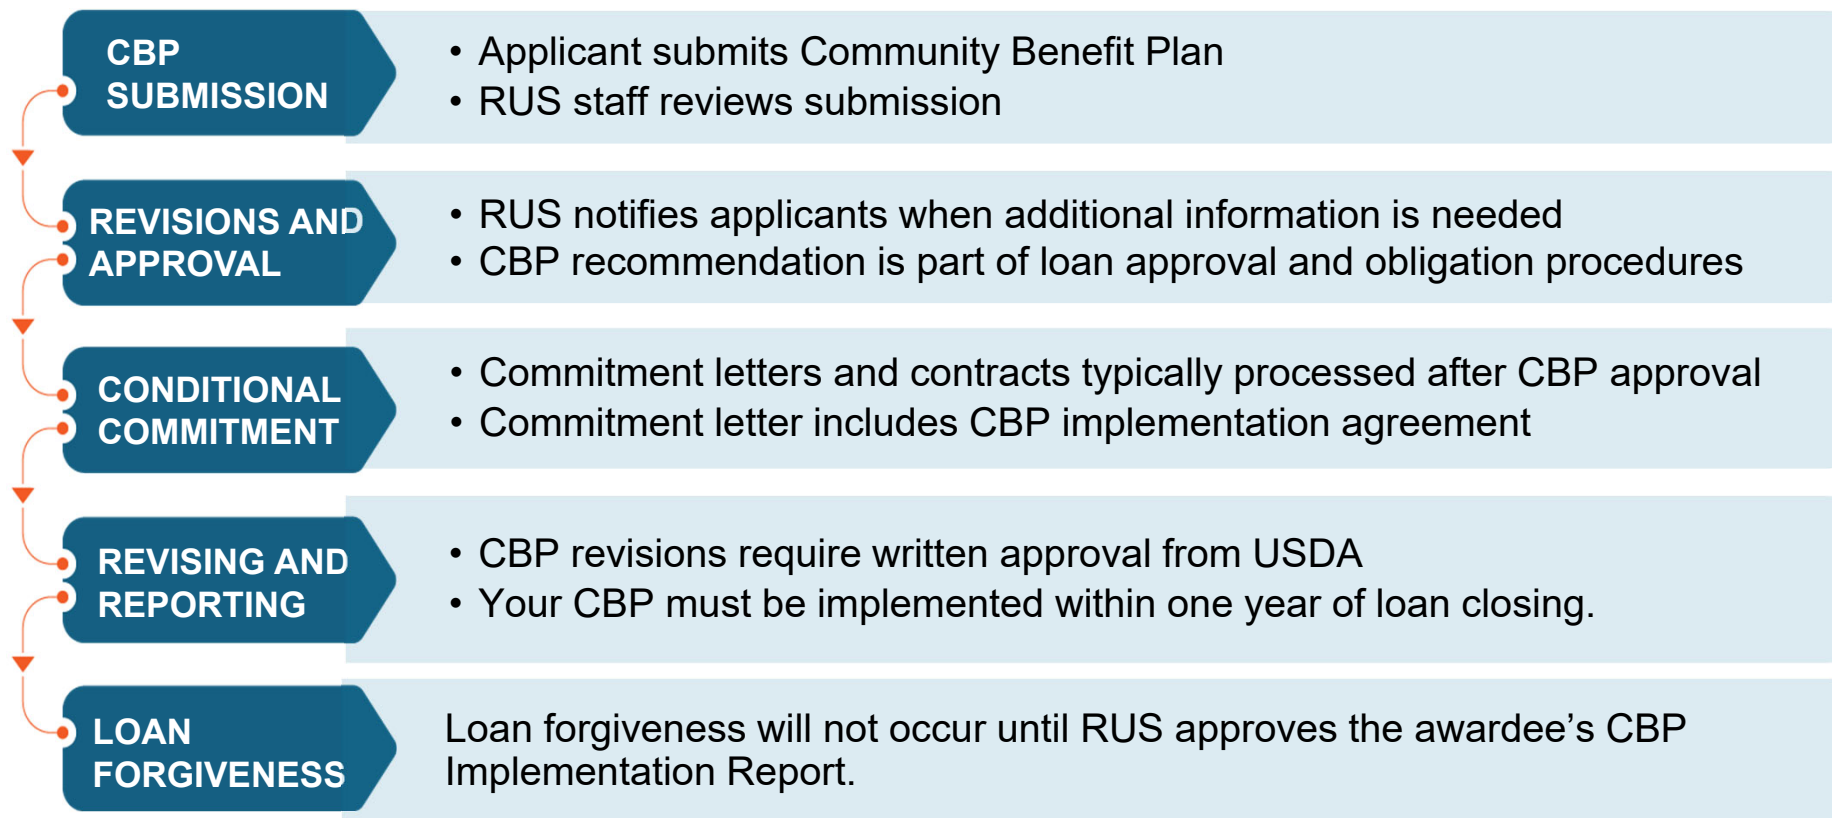 CBP
SUBMISSION
• Applicant submits Community Benefit Plan
• RUS staff reviews submission
REVISIONS AND
APPROVAL
• RUS notifies applicants when additional information is needed
• CBP recommendation is part of loan approval and obligation procedures
CONDITIONAL
COMMITMENT
• Commitment letters and contracts typically processed after CBP approval
• Commitment letter includes CBP implementation agreement
REVISING AND
REPORTING
• CBP revisions require written approval from USDA
• Your CBP must be implemented within one year of loan closing.
LOAN
FORGIVENESS
Loan forgiveness will not occur until RUS approves the awardee’s CBP
Implementation Report.